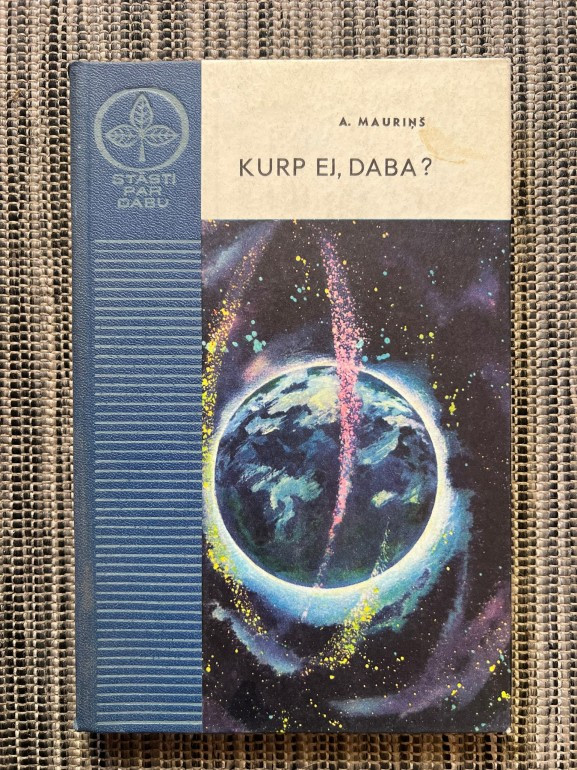 STĀSTI
PAR
DABU
A. MAURIŅŠ
KURP EJ, DABA?